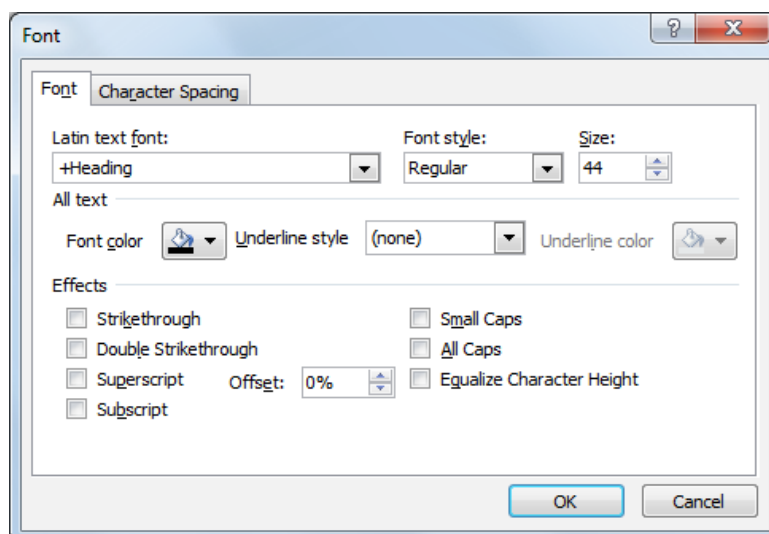 Font
Font Character Spacing
Latin text font: Font style: Size:
+Heading Regular 44
All text
Font color Underline style (none) Underline color
Effects
Strikethrough Small Caps
Double Strikethrough All Caps
Superscript Offset: 0% Equalize Character Height
Subscript
OK Cancel